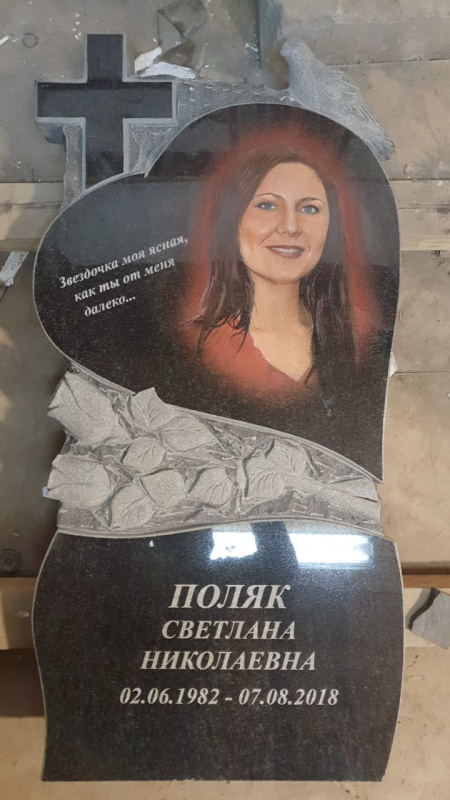 Звездочка моя ясная,
как ты от меня
далеко...
ПОЛЯК
СВЕТЛАНА
НИКОЛАЕВНА
02.06.1982 - 07.08.2018